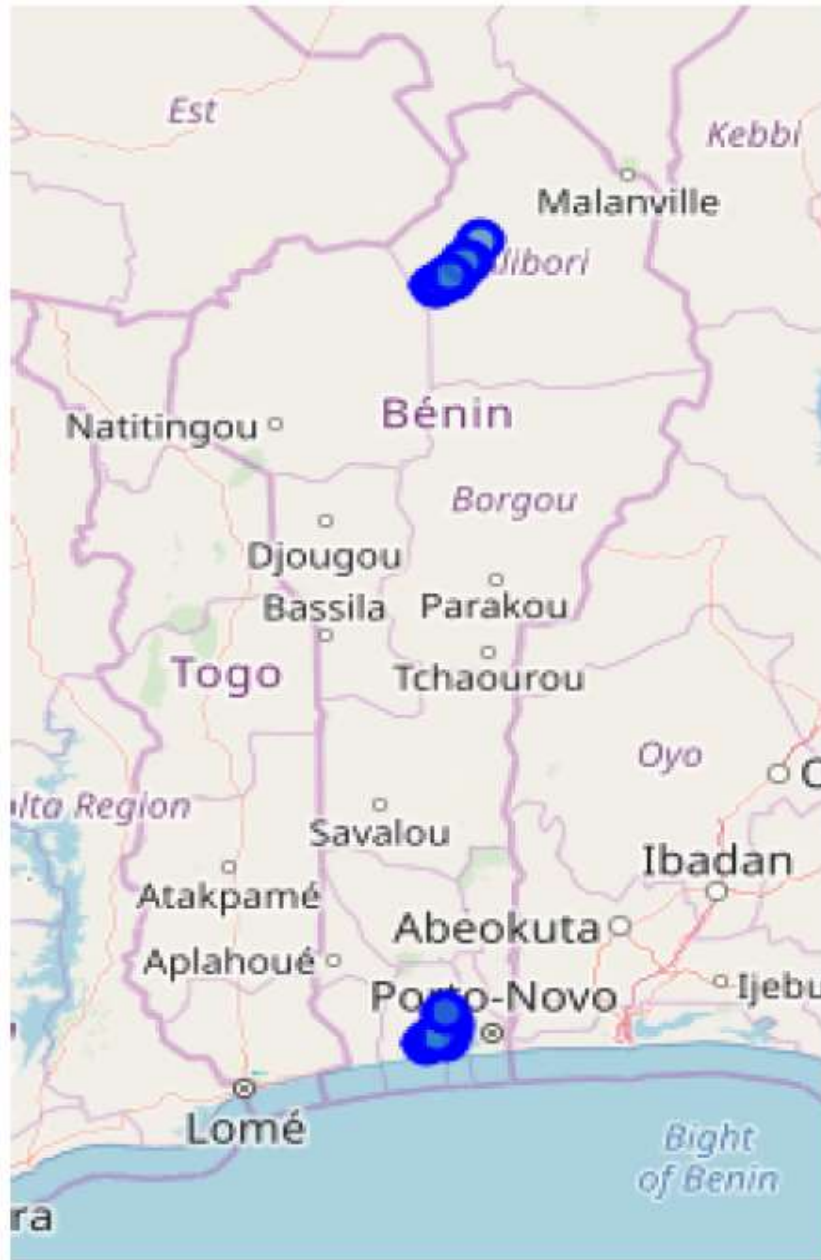 Est
Kebbi
Malanville
libori
Natitingou
Bénin
Borgou
Djougou
Bassila
Parakou
Togo
Tchaourou
Oyo
lta Region
Savalou
Ibadan
Atakpamé
Abeokuta
Aplahoué
Ijebu
Porto-Novo
Lomé
Bight
of Benin
ra